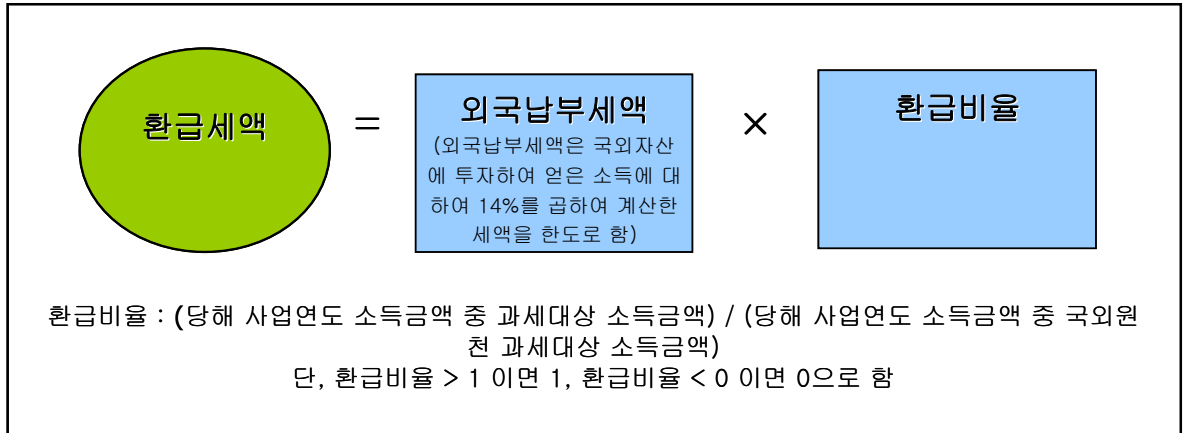 환급세액
=
외국납부세액
(외국납부세액은 국외자산
에 투자하여 얻은 소득에 대
하여 14%를 곱하여 계산한
세액을 한도로 함)
×
환급비율
환급비율 : (당해 사업연도 소득금액 중 과세대상 소득금액) / (당해 사업연도 소득금액 중 국외원
천 과세대상 소득금액)
단, 환급비율 > 1 이면 1, 환급비율 < 0 이면 0으로 함